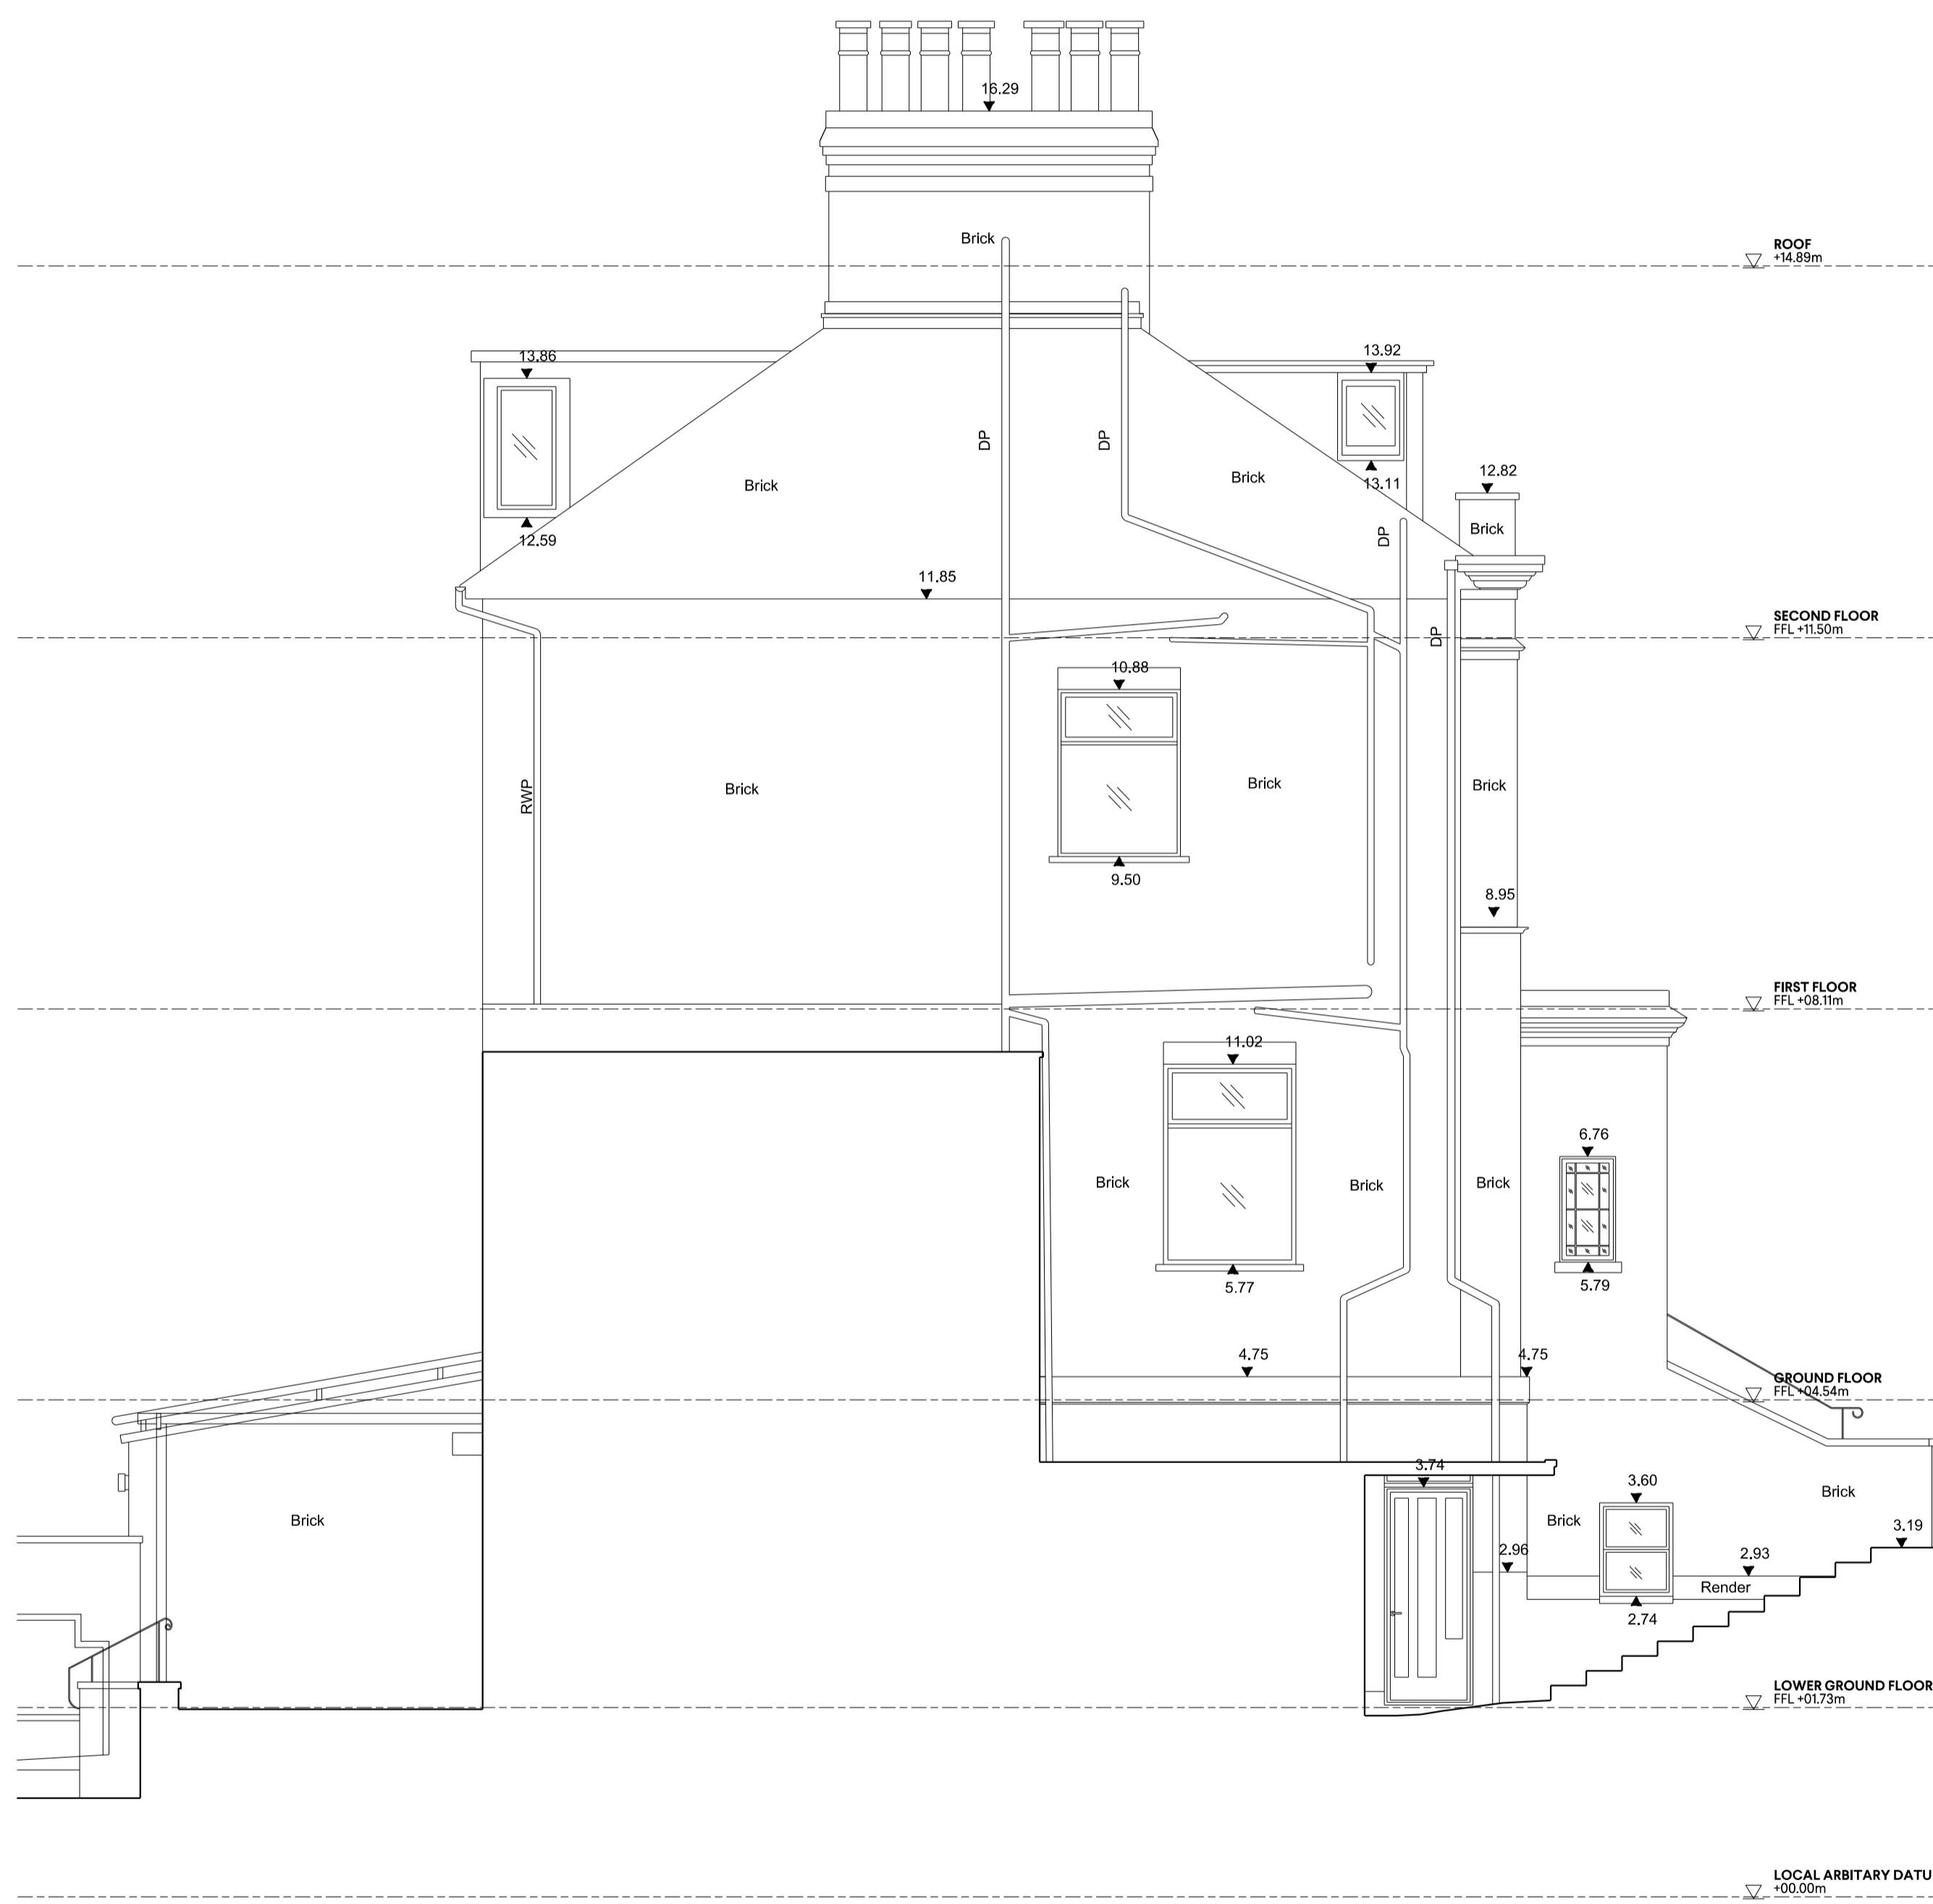 16.29
Brick
ROOF
+14.89m
13.86
13.92
DP
DP
Brick
Brick
13.11
12.82
Brick
12.59
DP
11.85
SECOND FLOOR
FFL +11.50m
DP
10.88
RWP
Brick
Brick
Brick
9.50
8.95
FIRST FLOOR
FFL +08.11m
11.02
6.76
Brick
Brick
Brick
5.77
5.79
4.75
4.75
GROUND FLOOR
FFL +04.54m
3.74
3.60
Brick
Brick
Brick
3.19
2.96
2.93
Render
2.74
LOWER GROUND FLOOR
FFL +01.73m
LOCAL ARBITARY DATU
+00.00m